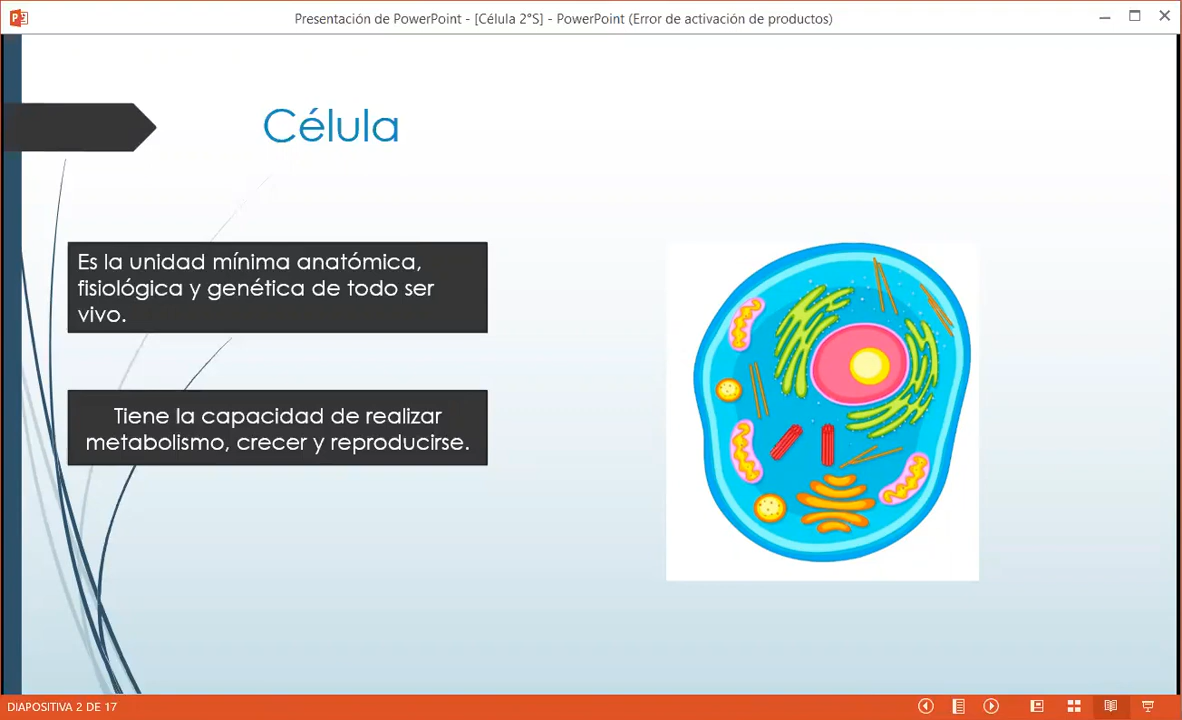 Presentación de PowerPoint - [Célula 2°S] - PowerPoint (Error de activación de productos)
Célula
Es la unidad mínima anatómica,
fisiológica y genética de todo ser
vivo.
Tiene la capacidad de realizar
metabolismo, crecer y reproducirse.
DIAPOSITIVA 2 DE 17